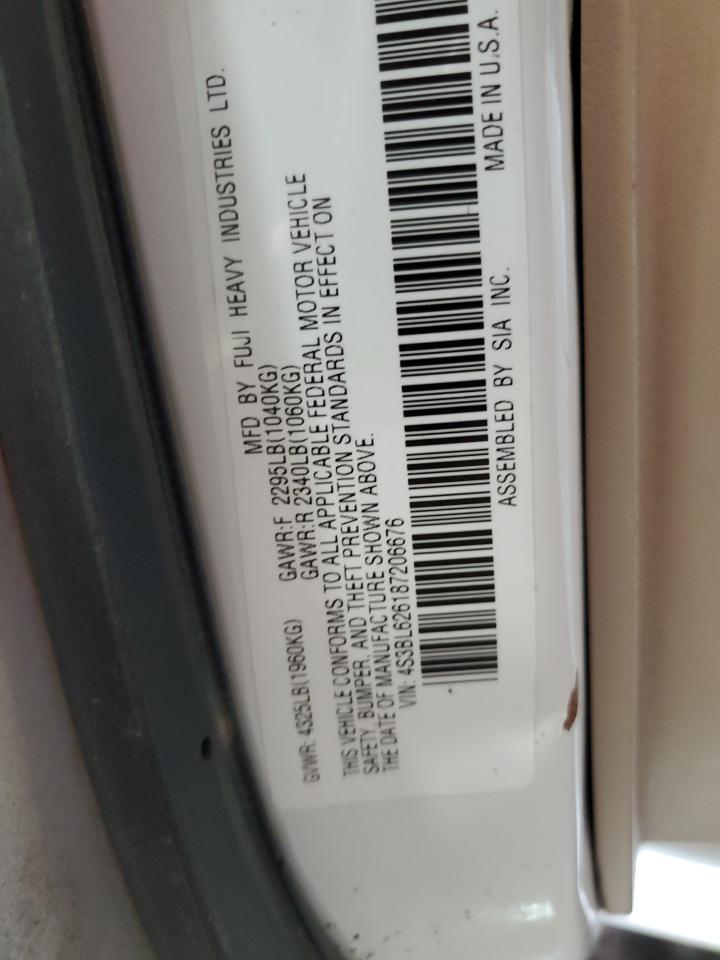 MFD BY FUJI HEAVY INDUSTRIES LTD.
GVWR: 4325LB(1960KG) GAWR:F 2295LB(1040KG)
GAWR:R 2340LB(1060KG)
THIS VEHICLE CONFORMS TO ALL APPLICABLE FEDERAL MOTOR VEHICLE
SAFETY, BUMPER, AND THEFT PREVENTION STANDARDS IN EFFECT ON
THE DATE OF MANUFACTURE SHOWN ABOVE.
VIN: 4S3BL626187206676
ASSEMBLED BY SIA INC. MADE IN U.S.A.